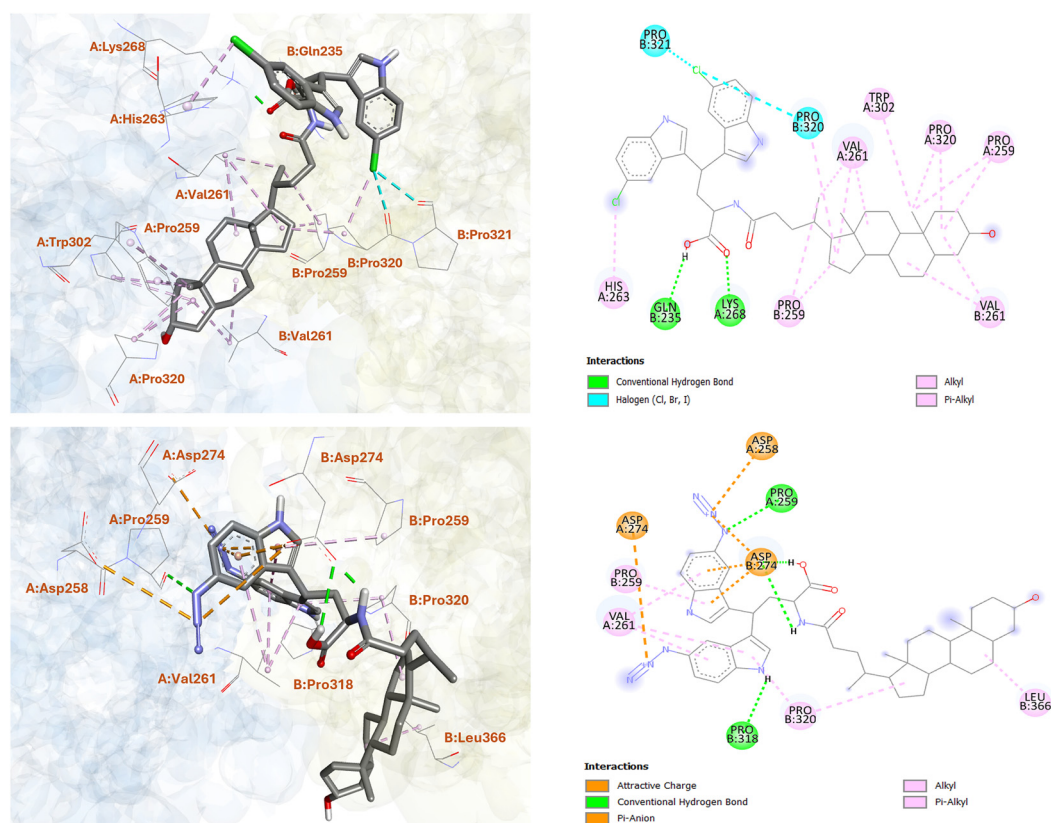 A:Lys268
B:Gln235
A:His263
A:Val261
A:Pro259
A:Trp302
B:Pro321
B:Pro259
B:Pro320
B:Val261
A:Pro320
PRO
B:321
Cl
TRP
A:302
PRO
B:320
PRO
A:320
PRO
A:259
VAL
A:261
N
N
Cl
N
O
H
O
O
O
HIS
A:263
GLN
B:235
LYS
A:268
PRO
B:259
VAL
B:261
Interactions
Conventional Hydrogen Bond
Halogen (Cl, Br, I)
Alkyl
Pi-Alkyl
A:Asp274
B:Asp274
A:Pro259
B:Pro259
A:Asp258
B:Pro320
A:Val261
B:Pro318
B:Leu366
ASP
A:258
N
N
PRO
A:259
ASP
A:274
N
ASP
B:274
H
O
PRO
B:259
O
O
N
N
H
O
VAL
A:261
N
N
N
N
H
PRO
B:320
LEU
B:366
PRO
B:318
Interactions
Attractive Charge
Conventional Hydrogen Bond
Pi-Anion
Alkyl
Pi-Alkyl